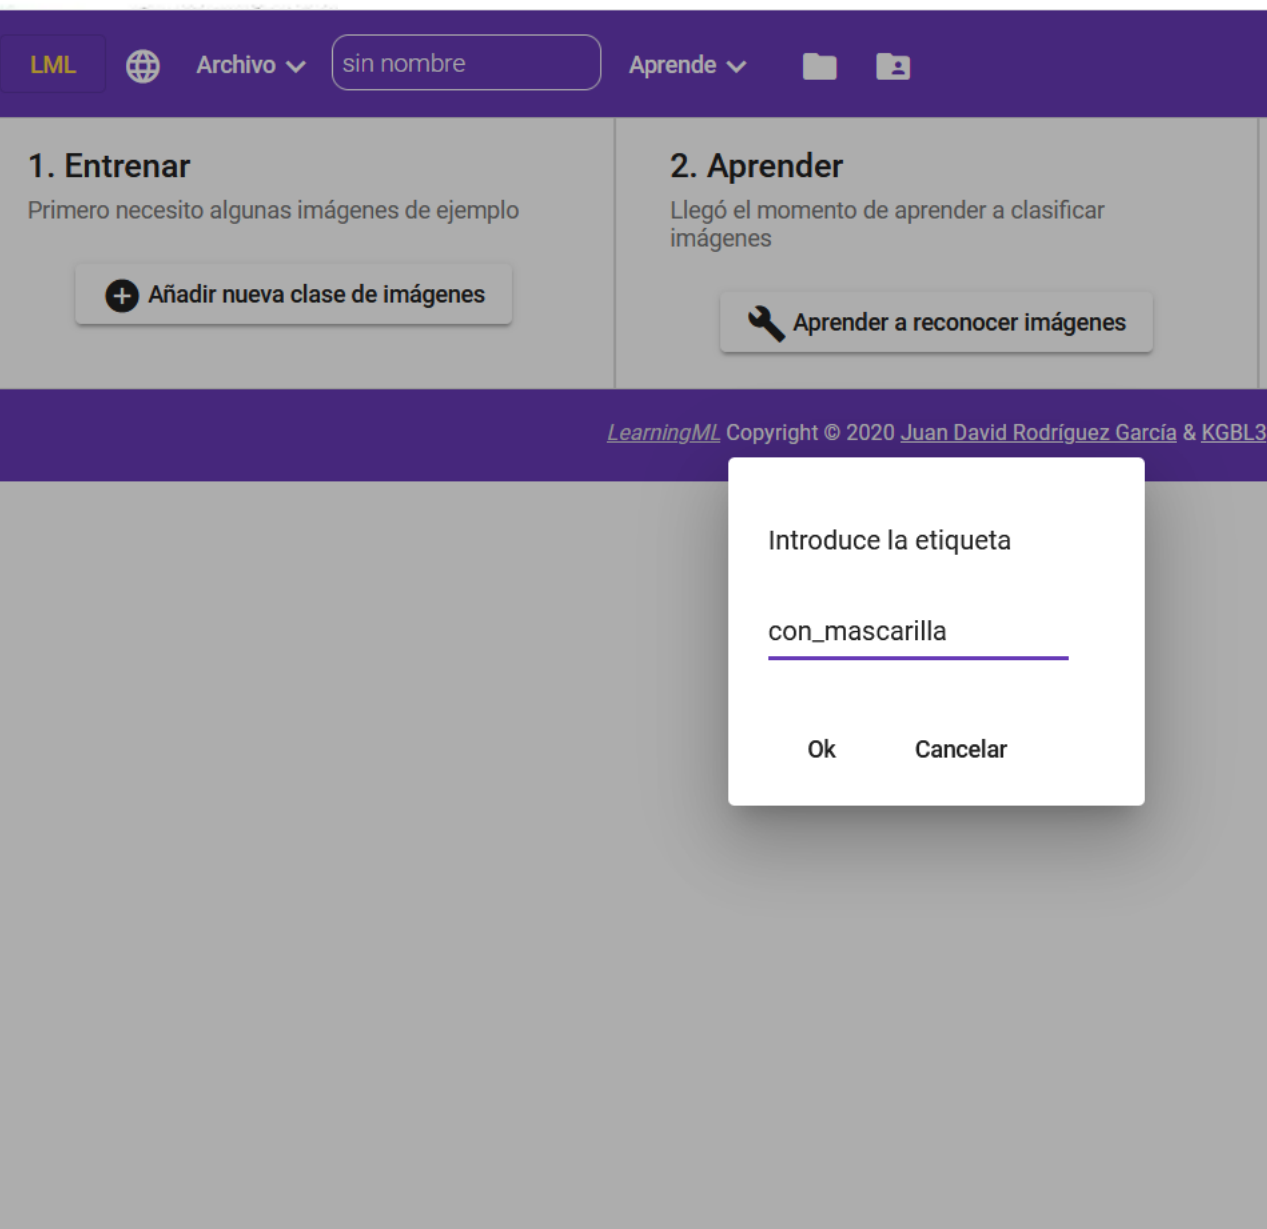 LML Archivo sin nombre Aprende
1. Entrenar
Primero necesito algunas imágenes de ejemplo
Añadir nueva clase de imágenes
2. Aprender
Llegó el momento de aprender a clasificar
imágenes
Aprender a reconocer imágenes
LearningML Copyright © 2020 Juan David Rodríguez García & KGBL3
Introduce la etiqueta
con_mascarilla
Ok Cancelar